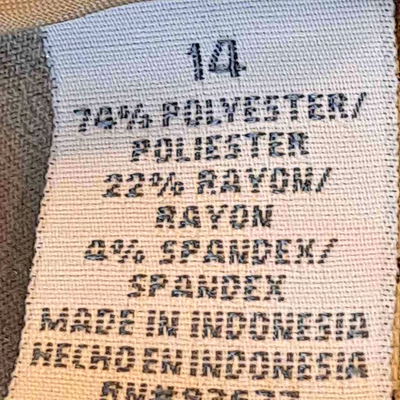 14
74% POLYESTER/
POLIESTER
22% RAYON/
RAYON
4% SPANDEX/
SPANDEX
MADE IN INDONESIA
HECHO EN INDONESIA